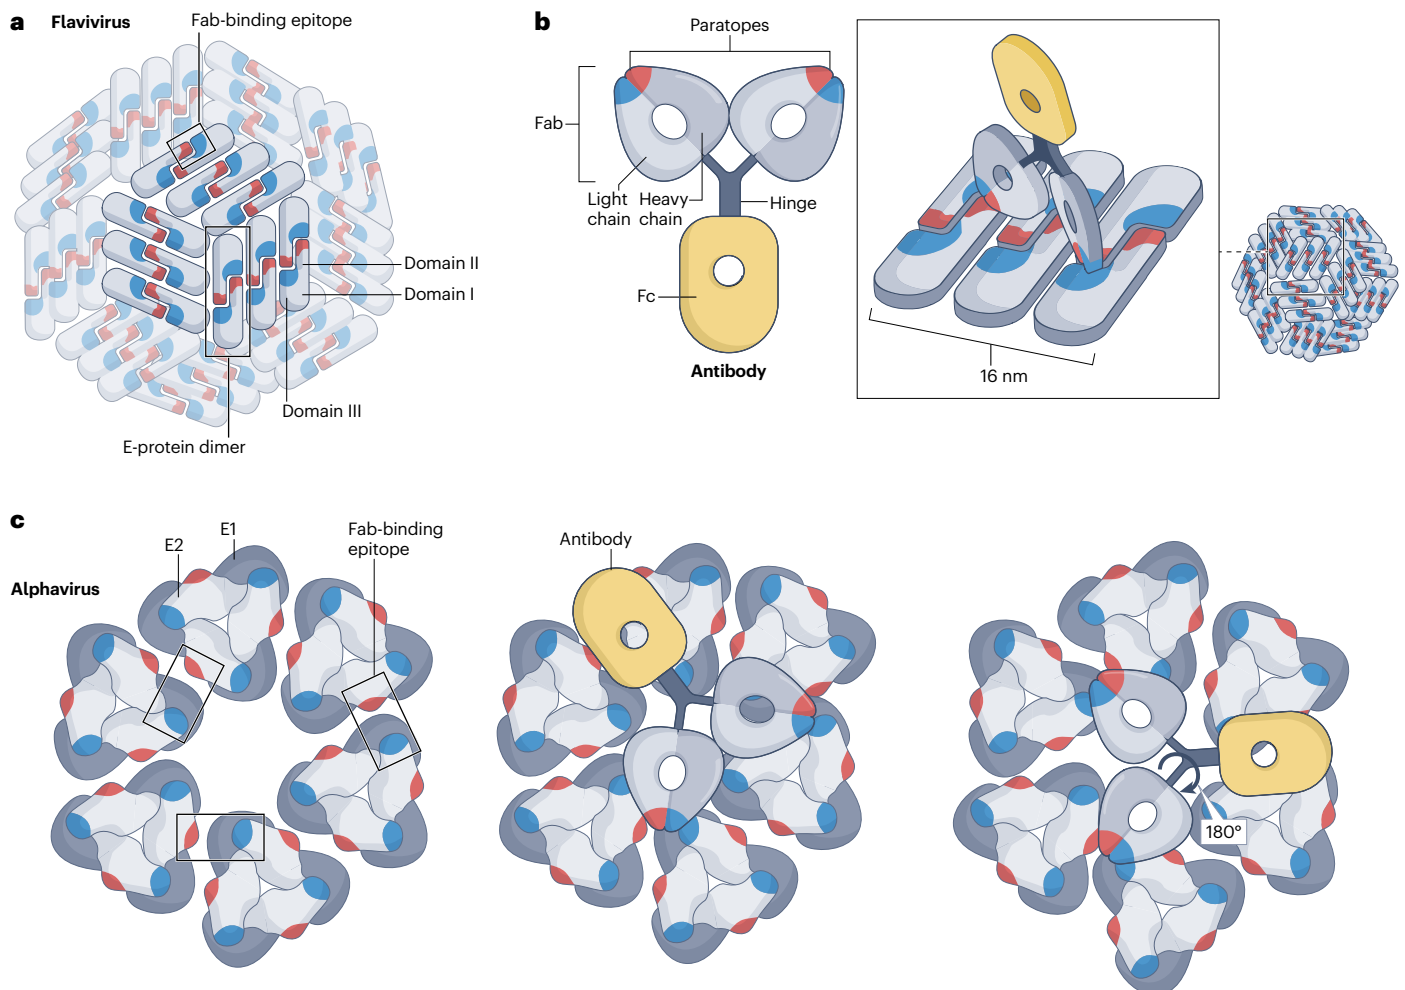 a
Flavivirus
Fab-binding epitope
Domain II
Domain I
Domain III
E-protein dimer
b
Paratopes
Fab
Light
chain
Heavy
chain
Hinge
Fc
Antibody
16 nm
c
Alphavirus
E2
E1
Fab-binding
epitope
Antibody
180°